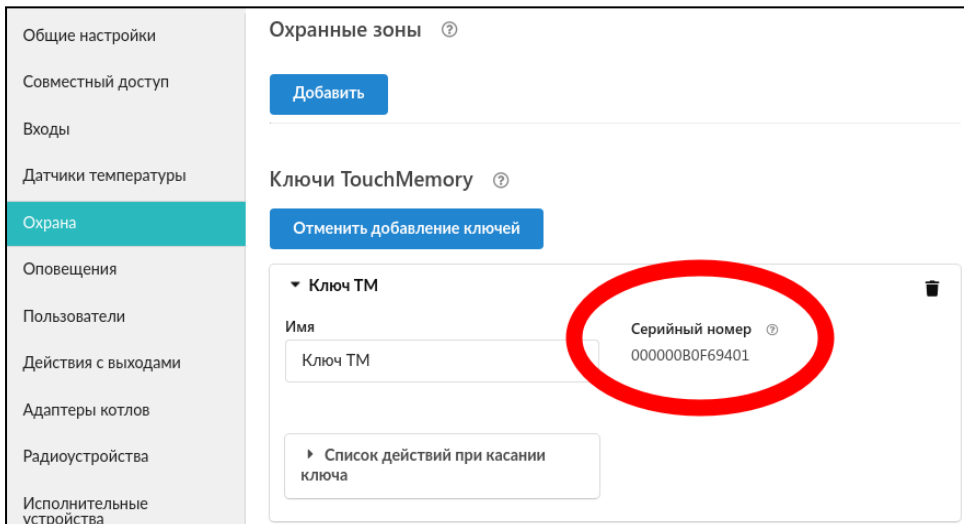 Общие настройки
Совместный доступ
Входы
Датчики температуры
Охрана
Оповещения
Пользователи
Действия с выходами
Адаптеры котлов
Радиоустройства
Исполнительные
устройства
Охранные зоны ?
Добавить
Ключи TouchMemory ?
Отменить добавление ключей
Ключ ТМ
Имя
Ключ ТМ
Серийный номер ?
000000B0F69401
Список действий при касании
ключа